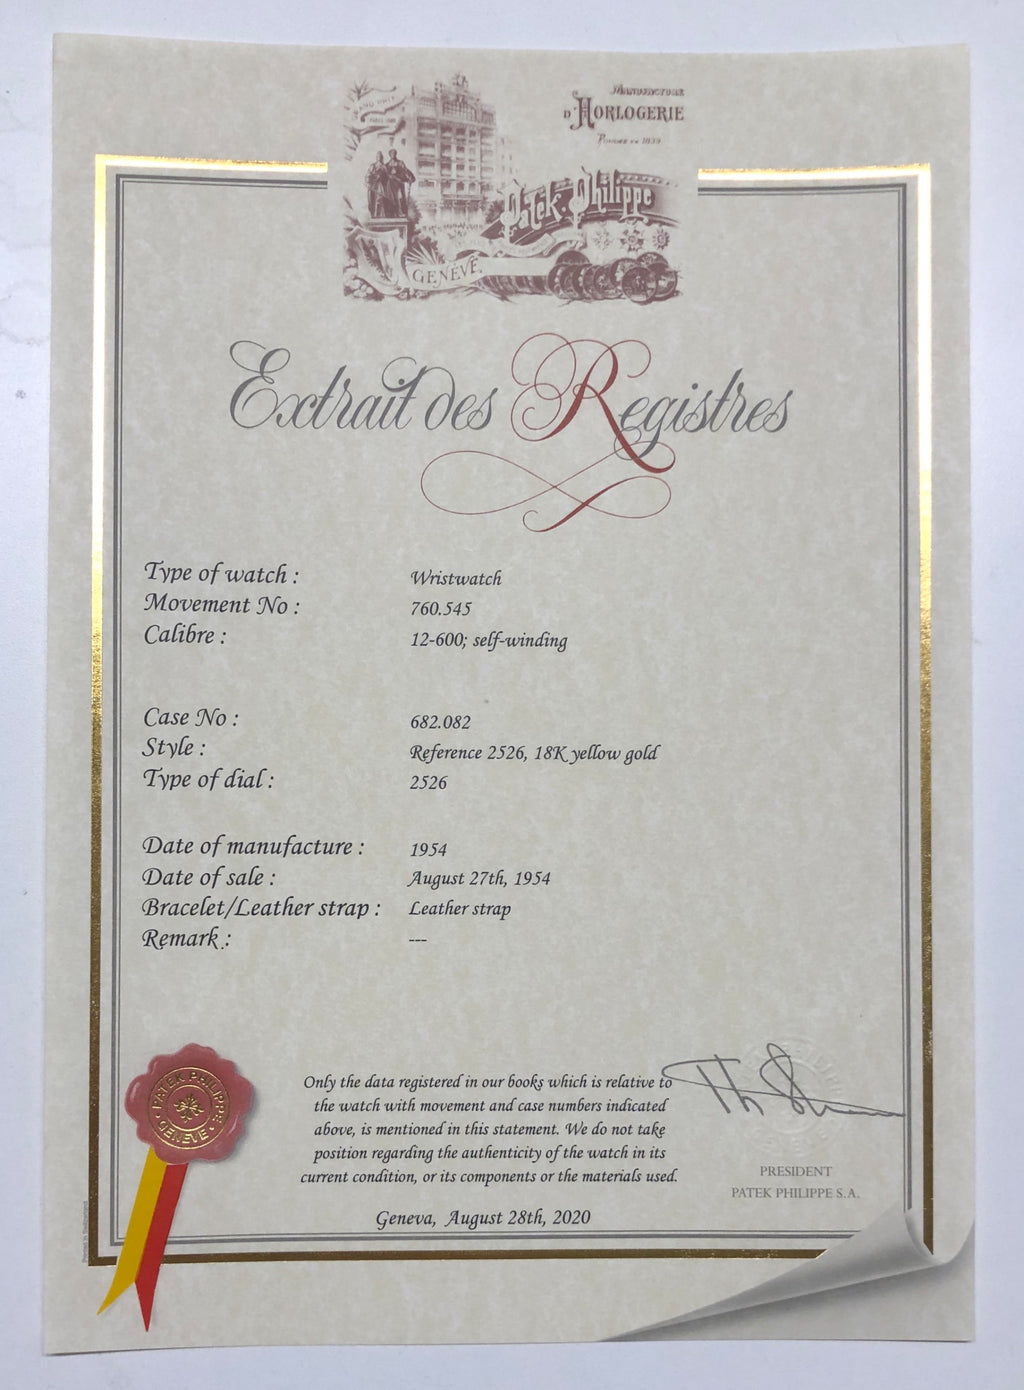 GRAND PRIX
MANUFACTURE
D'HORLOGERIE
FONDÉE EN 1839
Patek·Philippe
GENÈVE
Extrait des Registres
Type of watch : Wristwatch
Movement No : 760.545
Calibre : 12-600; self-winding
Case No : 682.082
Style : Reference 2526, 18K yellow gold
Type of dial : 2526
Date of manufacture : 1954
Date of sale : August 27th, 1954
Bracelet/Leather strap : Leather strap
Remark : ---
PATEK PHILIPPE
GENEVE
Only the data registered in our books which is relative to
the watch with movement and case numbers indicated
above, is mentioned in this statement. We do not take
position regarding the authenticity of the watch in its
current condition, or its components or the materials used.
Geneva, August 28th, 2020
PRESIDENT
PATEK PHILIPPE S.A.